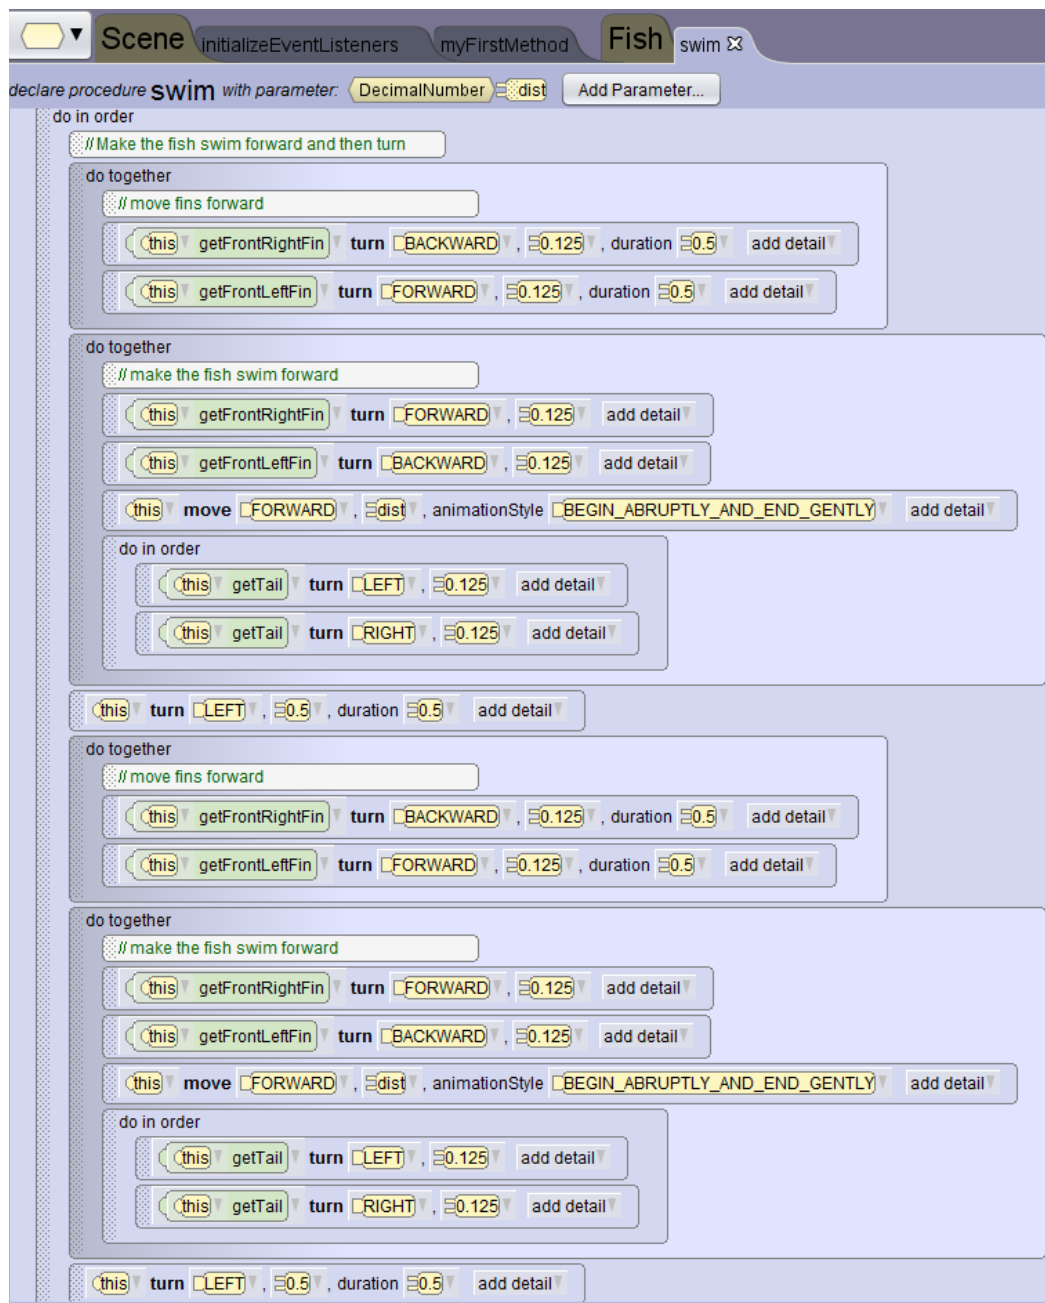 Scene initializeEventListeners myFirstMethod Fish swim
declare procedure swim with parameter: DecimalNumber dist Add Parameter...
do in order
// Make the fish swim forward and then turn
do together
// move fins forward
this getFrontRightFin turn BACKWARD , 0.125 , duration 0.5 add detail
this getFrontLeftFin turn FORWARD , 0.125 , duration 0.5 add detail
do together
// make the fish swim forward
this getFrontRightFin turn FORWARD , 0.125 add detail
this getFrontLeftFin turn BACKWARD , 0.125 add detail
this move FORWARD , dist , animationStyle BEGIN_ABRUPTLY_AND_END_GENTLY add detail
do in order
this getTail turn LEFT , 0.125 add detail
this getTail turn RIGHT , 0.125 add detail
this turn LEFT , 0.5 , duration 0.5 add detail
do together
// move fins forward
this getFrontRightFin turn BACKWARD , 0.125 , duration 0.5 add detail
this getFrontLeftFin turn FORWARD , 0.125 , duration 0.5 add detail
do together
// make the fish swim forward
this getFrontRightFin turn FORWARD , 0.125 add detail
this getFrontLeftFin turn BACKWARD , 0.125 add detail
this move FORWARD , dist , animationStyle BEGIN_ABRUPTLY_AND_END_GENTLY add detail
do in order
this getTail turn LEFT , 0.125 add detail
this getTail turn RIGHT , 0.125 add detail
this turn LEFT , 0.5 , duration 0.5 add detail